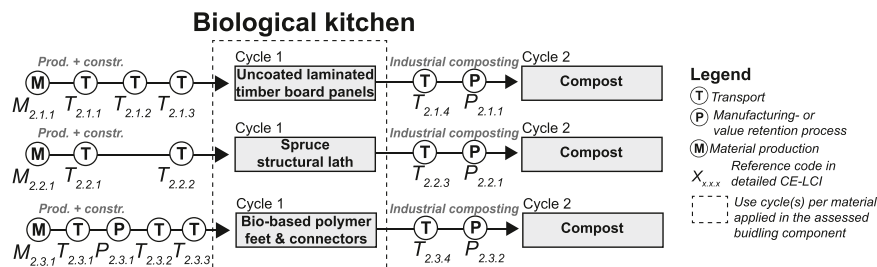 Biological kitchen
Prod. + constr.
Cycle 1
Industrial composting
Cycle 2
M T T T
Uncoated laminated
timber board panels
T P
Compost
M2.1.1 T2.1.1 T2.1.2 T2.1.3
T2.1.4 P2.1.1
Prod. + constr.
Cycle 1
Industrial composting
Cycle 2
M T T
Spruce
structural lath
T P
Compost
M2.2.1 T2.2.1 T2.2.2
T2.2.3 P2.2.1
Prod. + constr.
Cycle 1
Industrial composting
Cycle 2
M T P T T
Bio-based polymer
feet & connectors
T P
Compost
M2.3.1 T2.3.1 P2.3.1 T2.3.2 T2.3.3
T2.3.4 P2.3.2
Legend
T Transport
P Manufacturing- or
value retention process
M Material production
Xx.x.x Reference code in
detailed CE-LCI
Use cycle(s) per material
applied in the assessed
buidling component